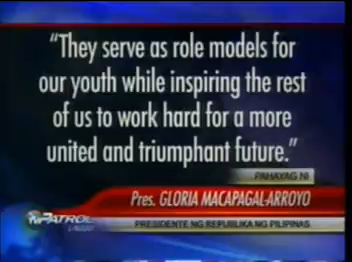 “They serve as role models for
our youth while inspiring the rest
of us to work hard for a more
united and triumphant future.”
PAHAYAG NI
Pres. GLORIA MACAPAGAL-ARROYO
TV PATROL
PRESIDENTE NG REPUBLIKA NG PILIPINAS